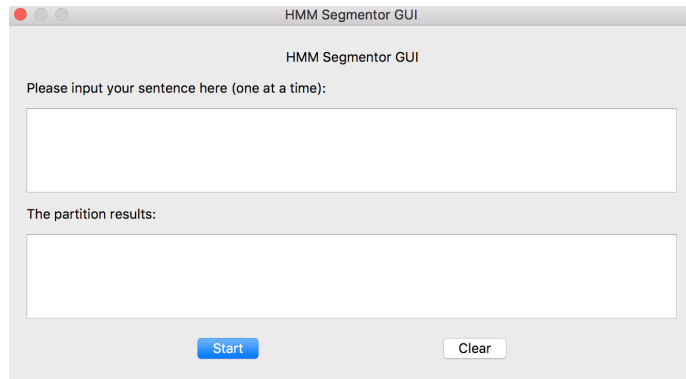 HMM Segmentor GUI
HMM Segmentor GUI
Please input your sentence here (one at a time):
The partition results:
Start Clear